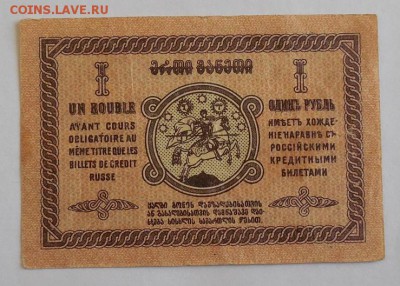 COINS.LAVE.RU
ერთი მანეთი
I
I
UN ROUBLE
AYANT COURS
OBLIGATOIRE AU
MÊME TITRE QUE LES
BILLETS DE CREDIT
RUSSE
ОДИНЪ РУБЛЬ
ИМѢЕТЪ ХОЖДЕ-
НІЕ НАРАВНѢ СЪ
РОССІЙСКИМИ
КРЕДИТНЫМИ
БИЛЕТАМИ